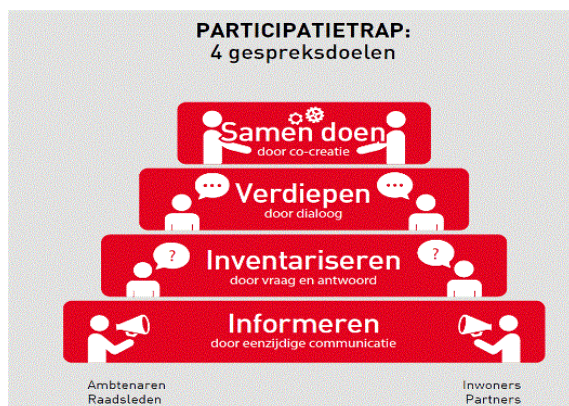 PARTICIPATIETRAP:
4 gespreksdoelen
Samen doen
door co-creatie
Verdiepen
door dialoog
?
Inventariseren
?
door vraag en antwoord
Informeren
door eenzijdige communicatie
Ambtenaren
Raadsleden
Inwoners
Partners